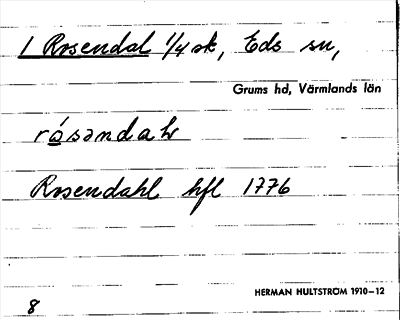 1 Rosendal 1/4 sk, Eds sn,
Grums hd, Värmlands län
rósəndaɫ
Rosendahl hfl 1776
HERMAN HULTSTRÖM 1910–12
8